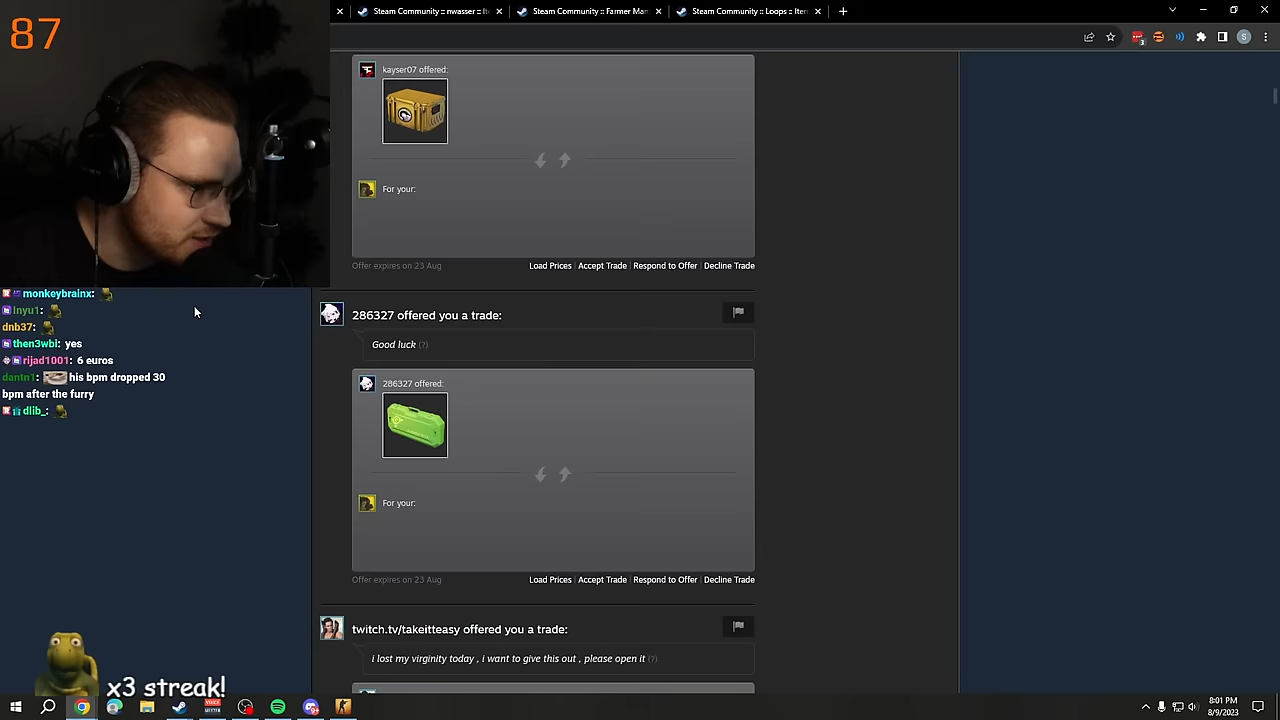 87
Steam Community :: nwasser :: It
Steam Community :: Farmer Mar
Steam Community :: Loops :: Iter
kayser07 offered:
For your:
Offer expires on 23 Aug
Load Prices | Accept Trade | Respond to Offer | Decline Trade
monkeybrainx:
lnyu1:
dnb37:
then3wbi: yes
rijad1001: 6 euros
dantn1: his bpm dropped 30
bpm after the furry
dlib_:
286327 offered you a trade:
Good luck (?)
286327 offered:
For your:
Offer expires on 23 Aug
Load Prices | Accept Trade | Respond to Offer | Decline Trade
twitch.tv/takeitteasy offered you a trade:
i lost my virginity today , i want to give this out , please open it (?)
x3 streak!
8:01 PM
8/9/2023